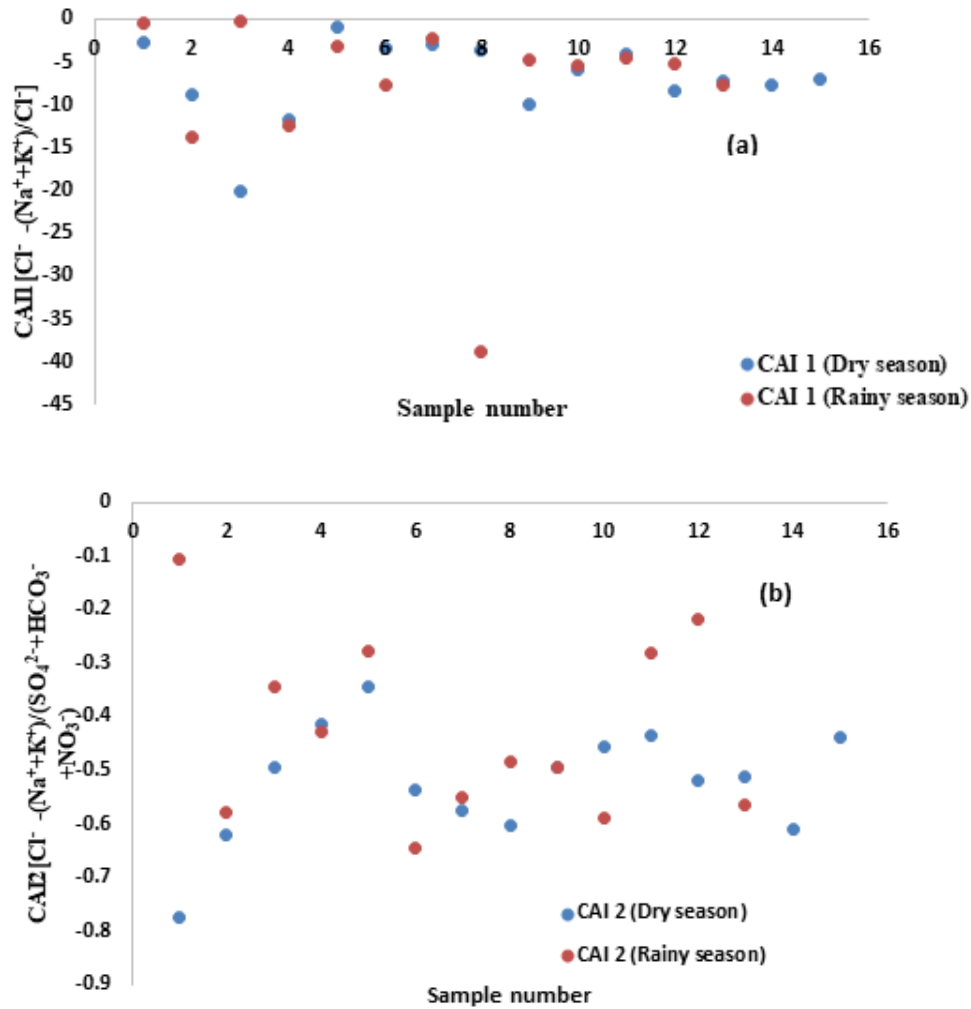 0
0 2 4 6 8 10 12 14 16
-5
-10
-15
-20
-25
-30
-35
-40
-45
CAI1 [Cl⁻ -(Na⁺+K⁺)/Cl⁻]
(a)
CAI 1 (Dry season)
CAI 1 (Rainy season)
Sample number
0
0 2 4 6 8 10 12 14 16
-0.1
-0.2
-0.3
-0.4
-0.5
-0.6
-0.7
-0.8
-0.9
CAI2 [Cl⁻ -(Na⁺+K⁺)/(SO₄²⁻+HCO₃⁻
+NO₃⁻)
(b)
CAI 2 (Dry season)
CAI 2 (Rainy season)
Sample number